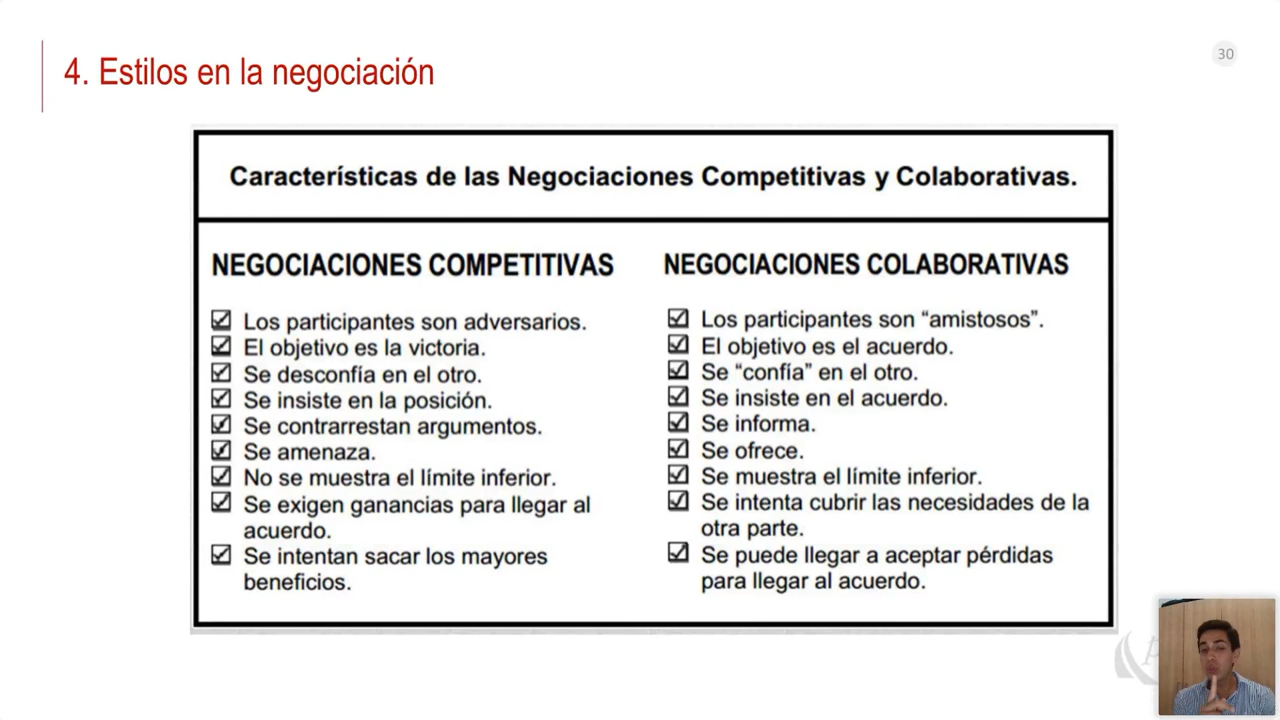 4. Estilos en la negociación
30
Características de las Negociaciones Competitivas y Colaborativas.
NEGOCIACIONES COMPETITIVAS
Los participantes son adversarios.
El objetivo es la victoria.
Se desconfía en el otro.
Se insiste en la posición.
Se contrarrestan argumentos.
Se amenaza.
No se muestra el límite inferior.
Se exigen ganancias para llegar al
acuerdo.
Se intentan sacar los mayores
beneficios.
NEGOCIACIONES COLABORATIVAS
Los participantes son “amistosos”.
El objetivo es el acuerdo.
Se “confía” en el otro.
Se insiste en el acuerdo.
Se informa.
Se ofrece.
Se muestra el límite inferior.
Se intenta cubrir las necesidades de la
otra parte.
Se puede llegar a aceptar pérdidas
para llegar al acuerdo.